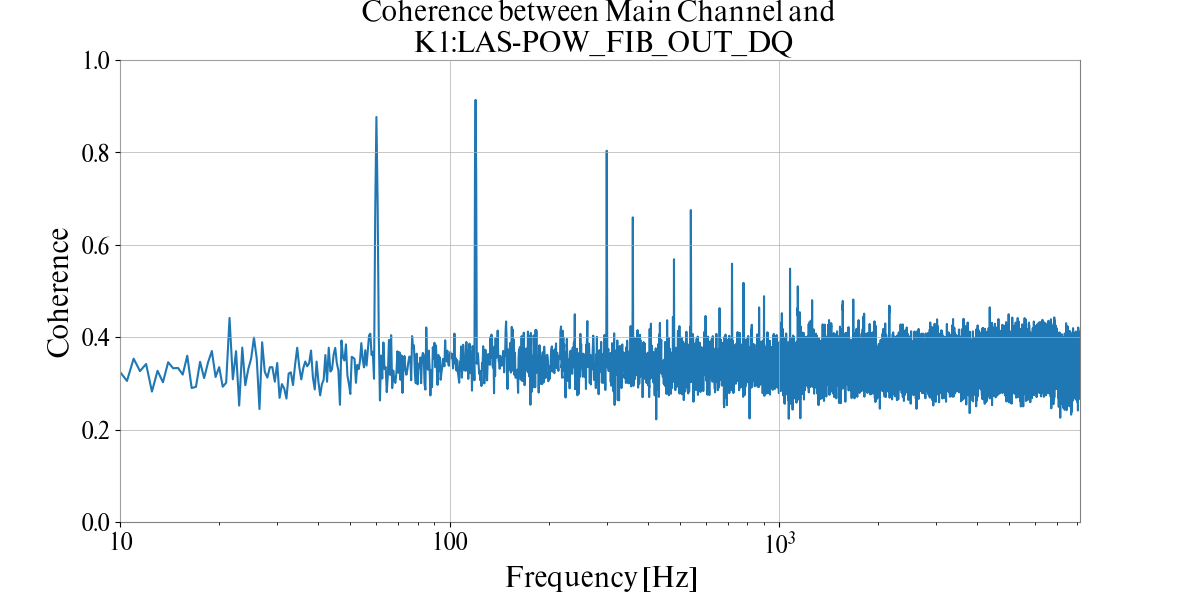 Coherence between Main Channel and
K1:LAS-POW_FIB_OUT_DQ
1.0
0.8
0.6
0.4
0.2
0.0
Coherence
10 100 10³
Frequency [Hz]